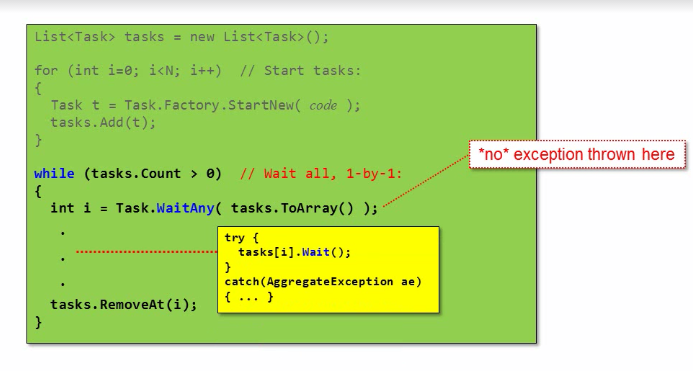 List<Task> tasks = new List<Task>();
for (int i=0; i<N; i++)  // Start tasks:
{
  Task t = Task.Factory.StartNew( code );
  tasks.Add(t);
}
while (tasks.Count > 0)  // Wait all, 1-by-1:
{
  int i = Task.WaitAny( tasks.ToArray() );
*no* exception thrown here
  .
  .
  .
try {
  tasks[i].Wait();
}
catch(AggregateException ae)
{ ... }
  tasks.RemoveAt(i);
}